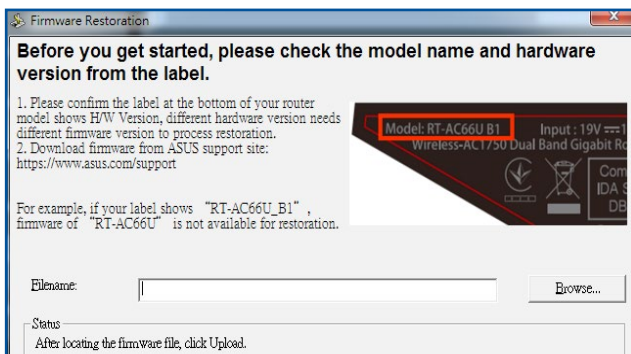 Firmware Restoration
Before you get started, please check the model name and hardware
version from the label.
1. Please confirm the label at the bottom of your router
model shows H/W Version, different hardware version needs
different firmware version to process restoration.
2. Download firmware from ASUS support site:
https://www.asus.com/support
For example, if your label shows “RT-AC66U_B1” ,
firmware of “RT-AC66U” is not available for restoration.
Model: RT-AC66U B1 Input : 19V
Wireless-AC1750 Dual Band Gigabit
Com
IDA S
DB
Filename:
Browse...
Status
After locating the firmware file, click Upload.